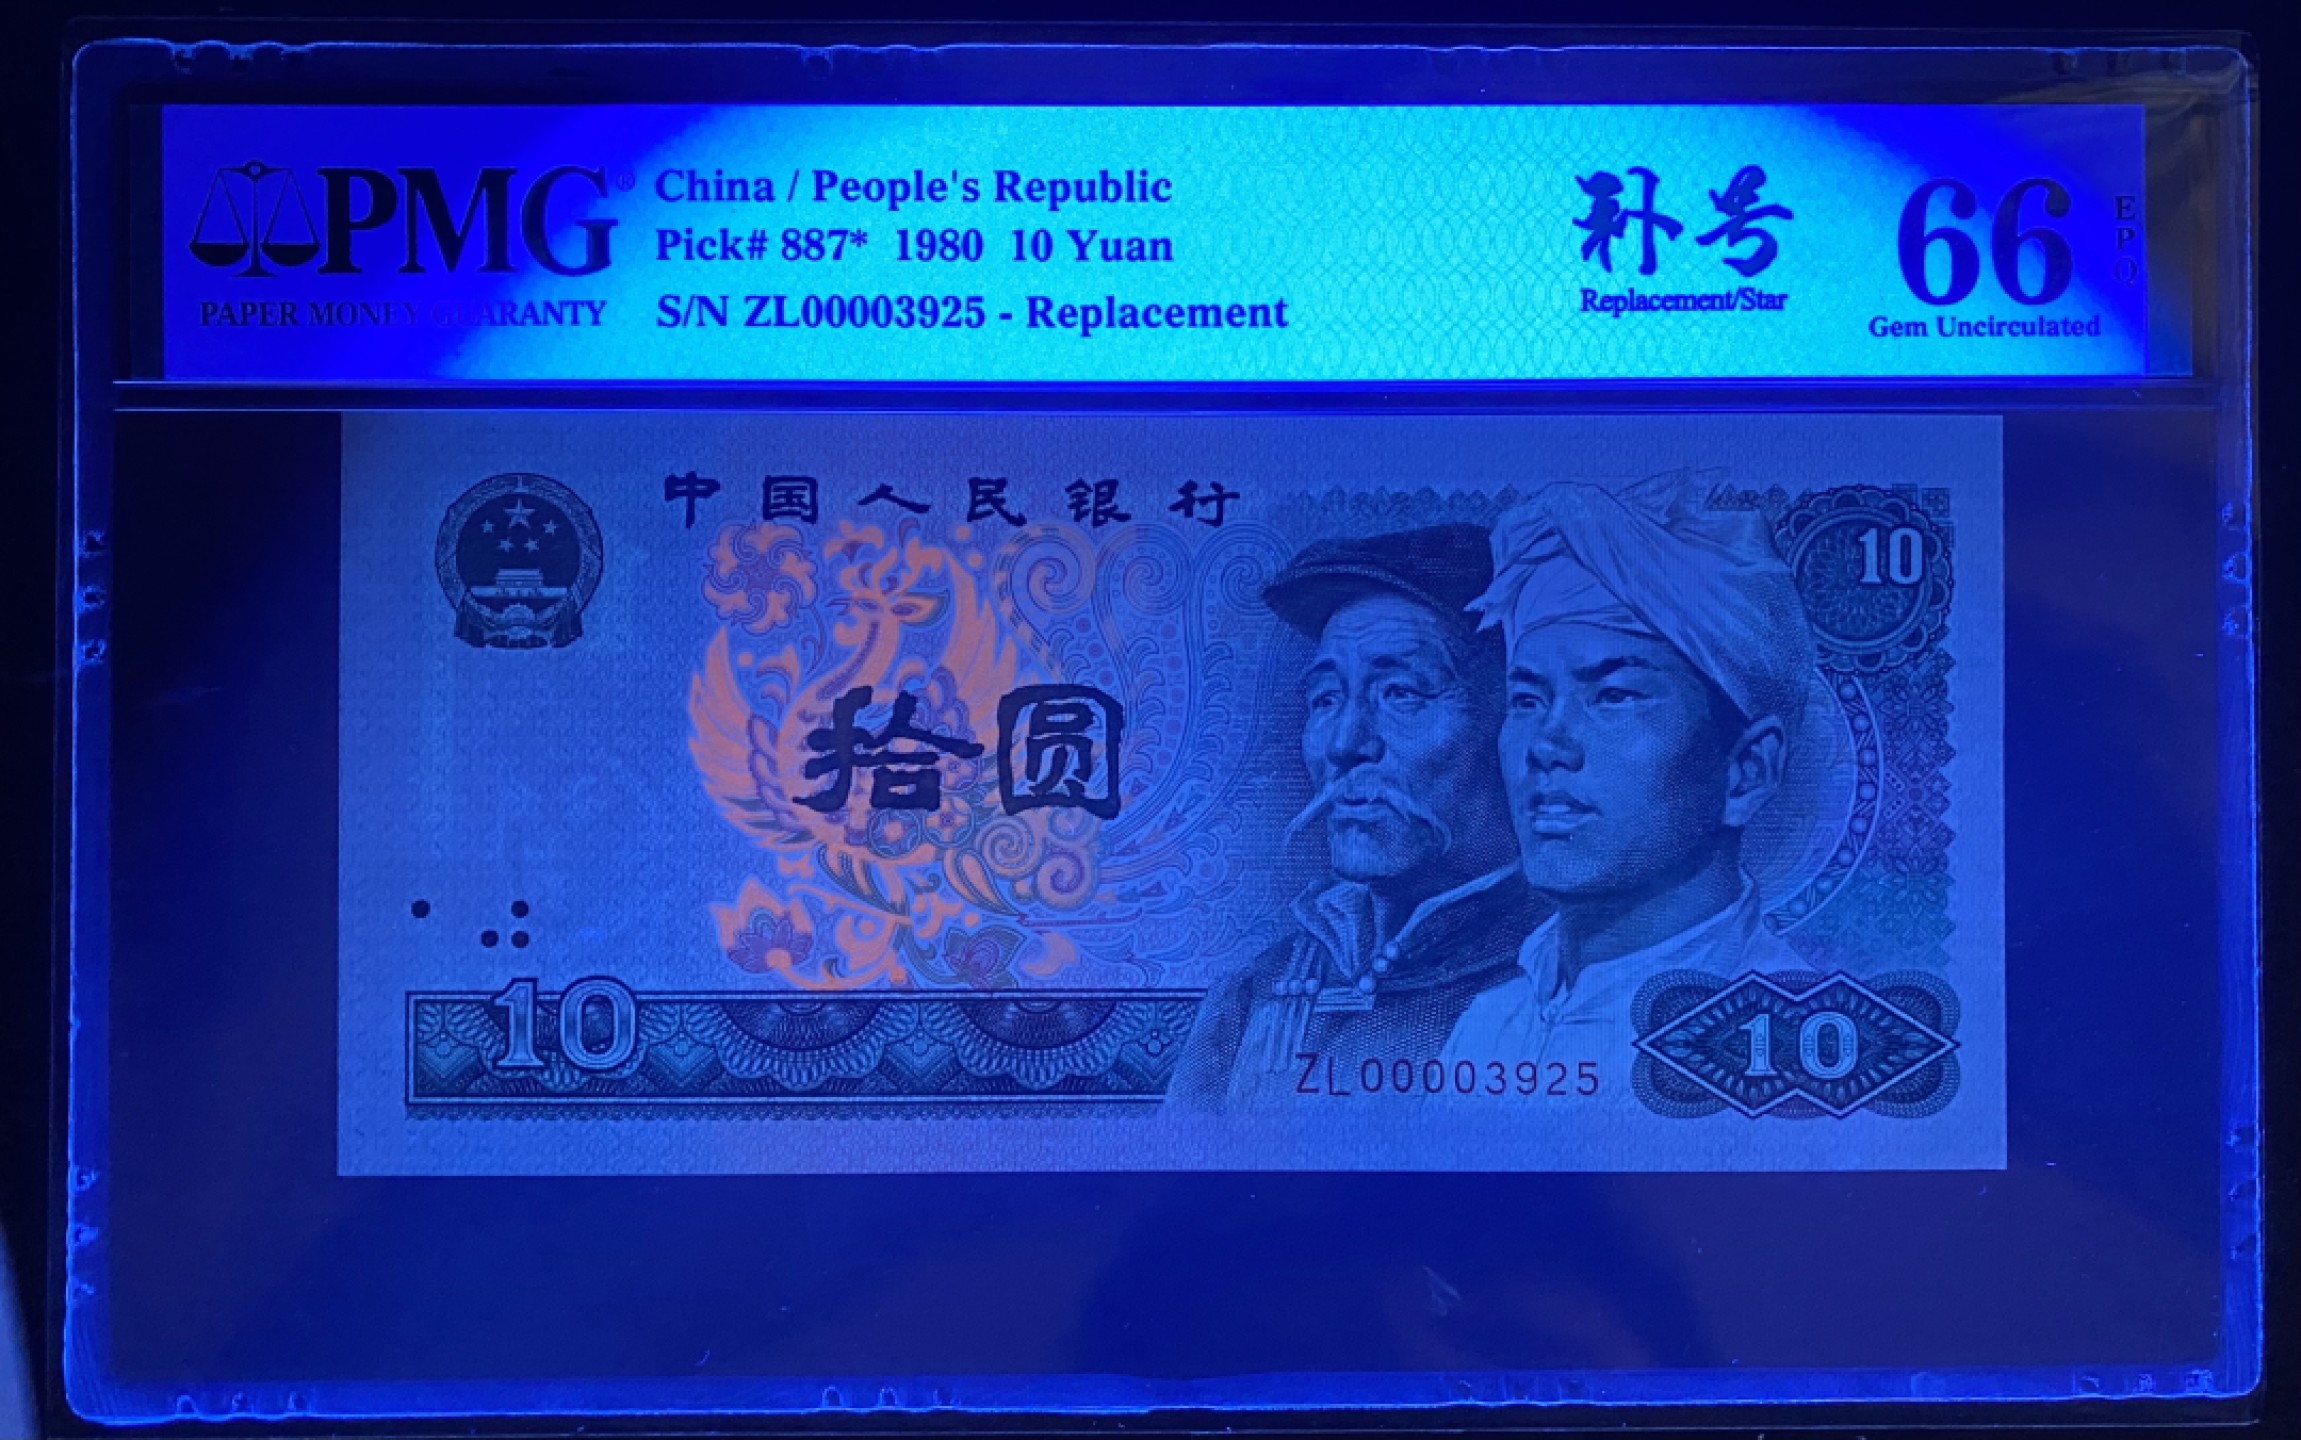 PMG®
PAPER MONEY GUARANTY
China / People's Republic
Pick# 887* 1980 10 Yuan
S/N ZL00003925 - Replacement
补号
Replacement/Star
66
EPQ
Gem Uncirculated
中国人民银行
10
拾圆
10
ZL00003925
10